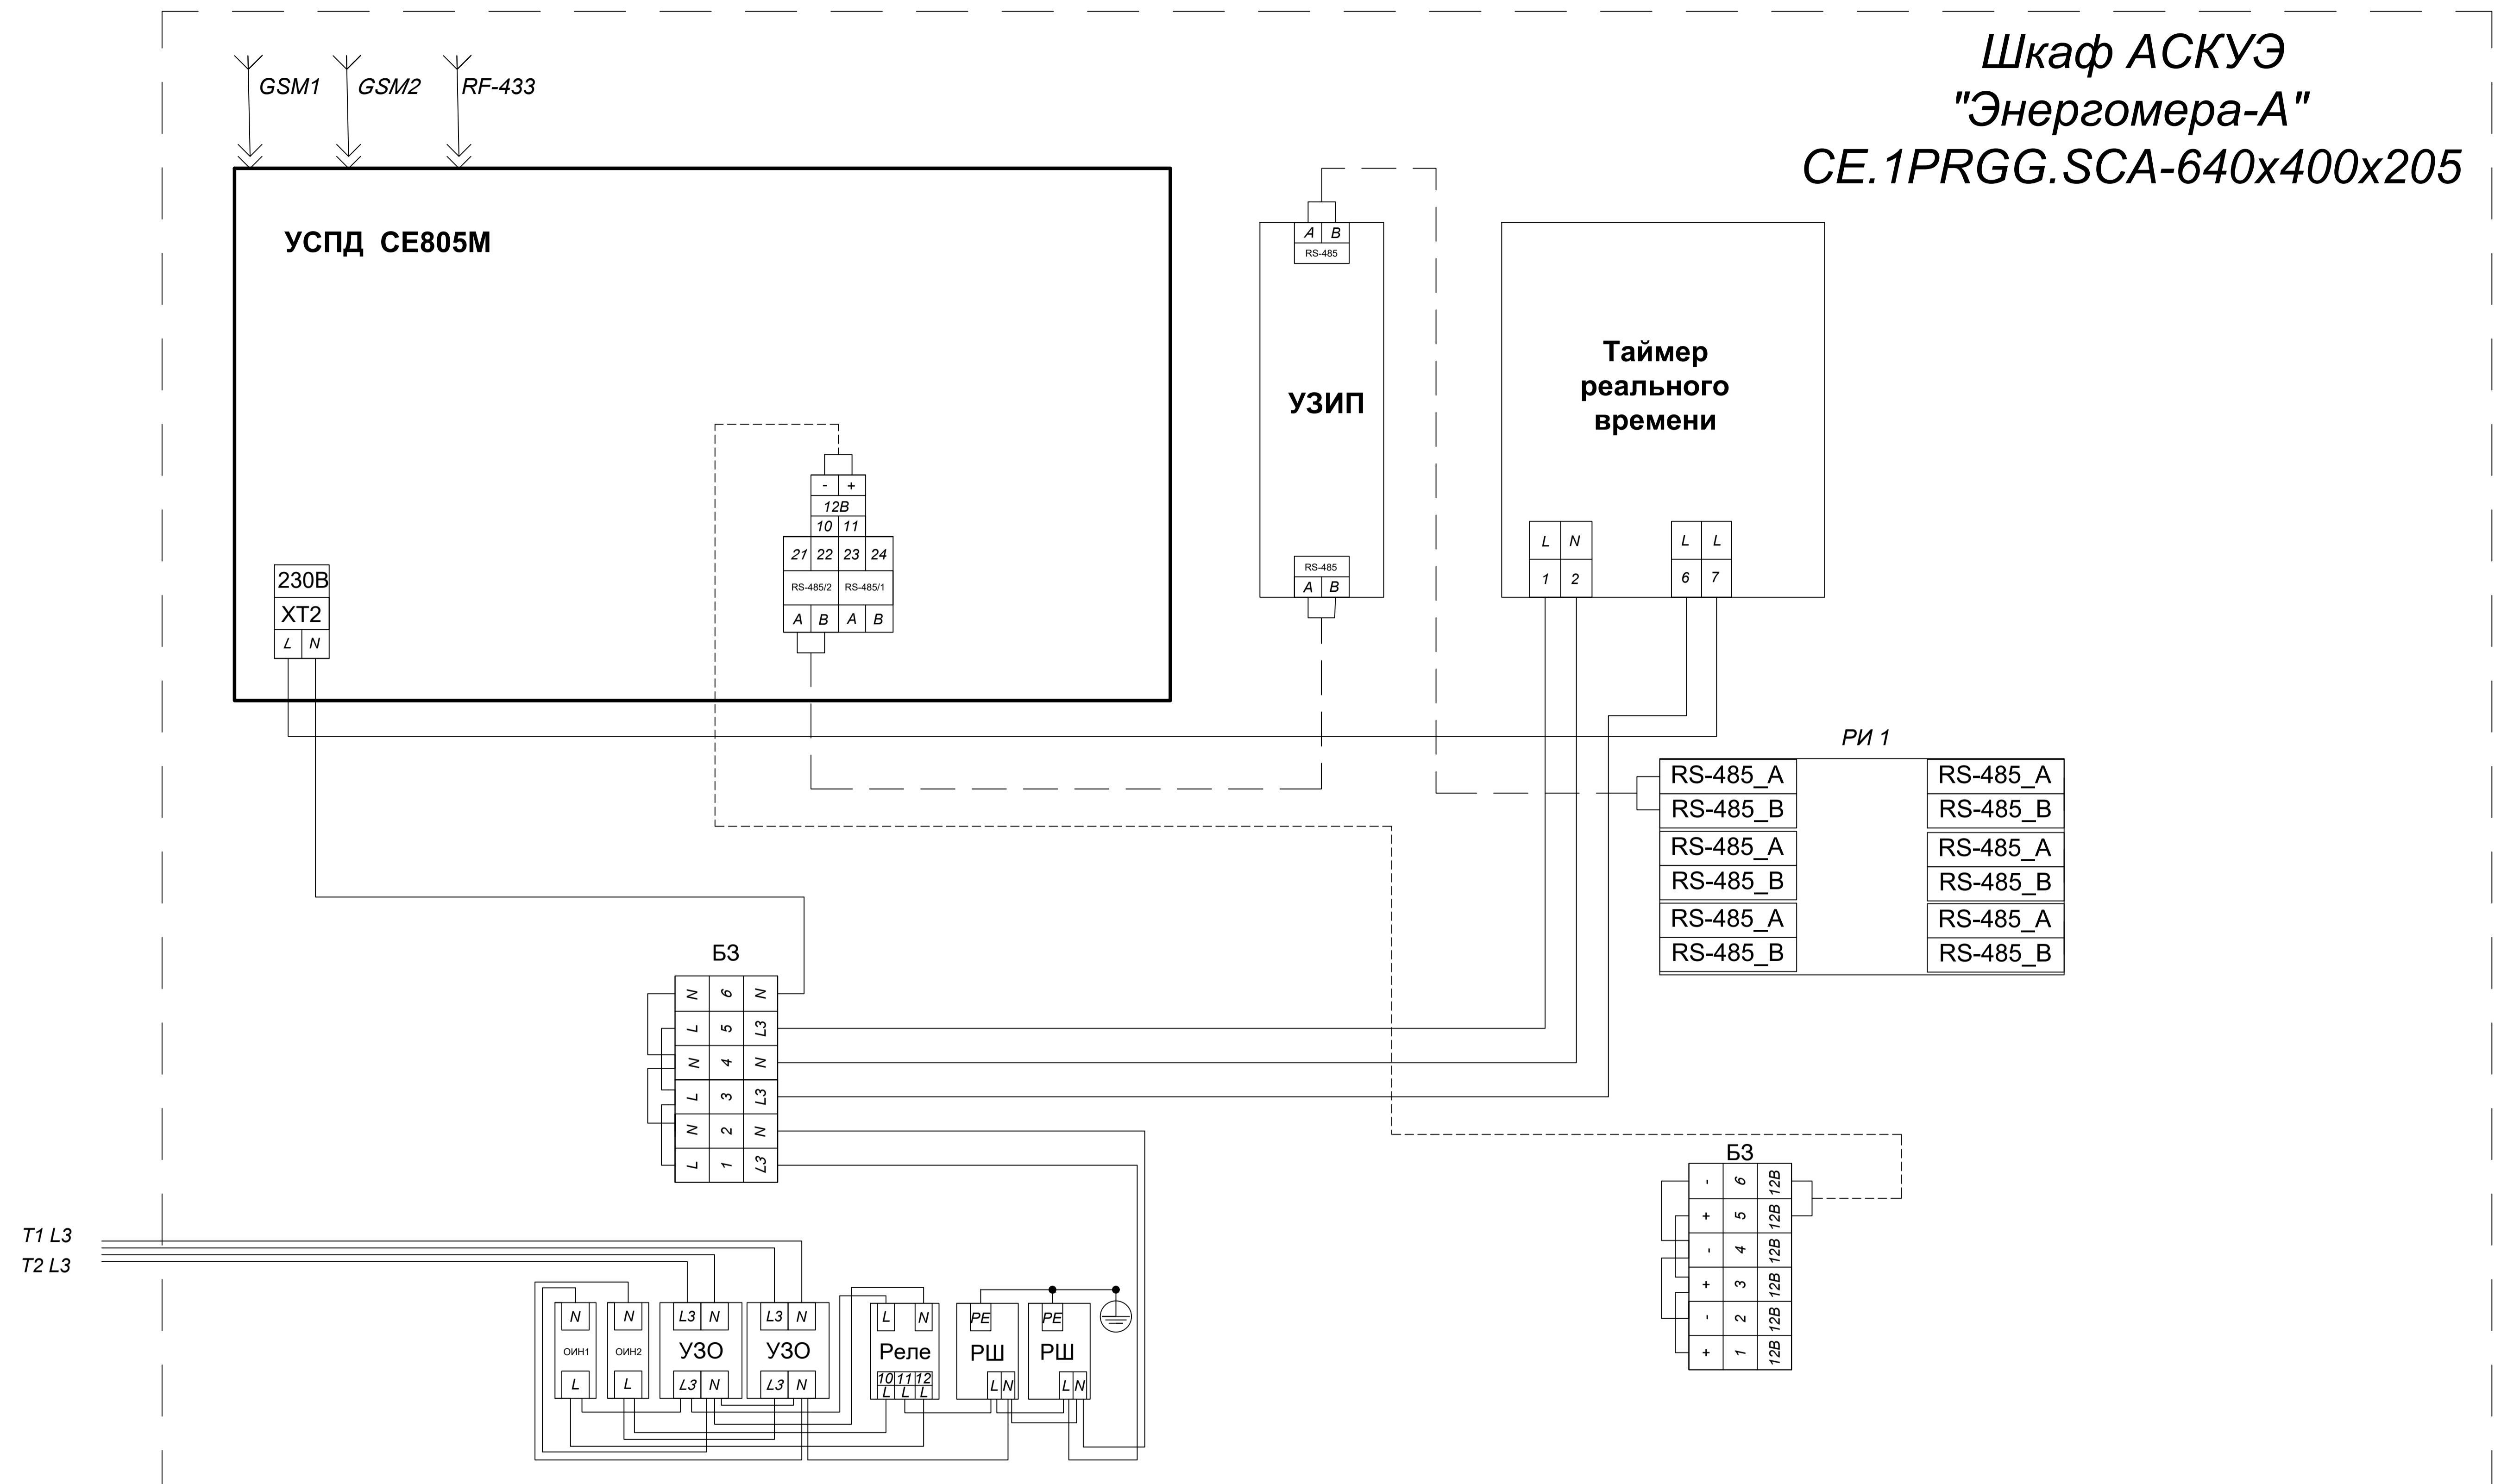 Шкаф АСКУЭ
"Энергомера-А"
CE.1PRGG.SCA-640x400x205
GSM1 GSM2 RF-433
УСПД CE805M
- +
12В
10 11
21 22 23 24
RS-485/2 RS-485/1
A B A B
230В
XT2
L N
A B
RS-485
УЗИП
RS-485
A B
Таймер
реального
времени
L N L L
1 2 6 7
РИ 1
RS-485_A RS-485_A
RS-485_B RS-485_B
RS-485_A RS-485_A
RS-485_B RS-485_B
RS-485_A RS-485_A
RS-485_B RS-485_B
БЗ
N 6 N
L 5 L3
N 4 N
L 3 L3
N 2 N
L 1 L3
БЗ
- 6 12В
+ 5 12В
- 4 12В
+ 3 12В
- 2 12В
+ 1 12В
T1 L3
T2 L3
N N L3 N L3 N L N PE PE
ОИН1 ОИН2 УЗО УЗО Реле РШ РШ
L L L3 N L3 N 10 11 12 L N L N
L L L